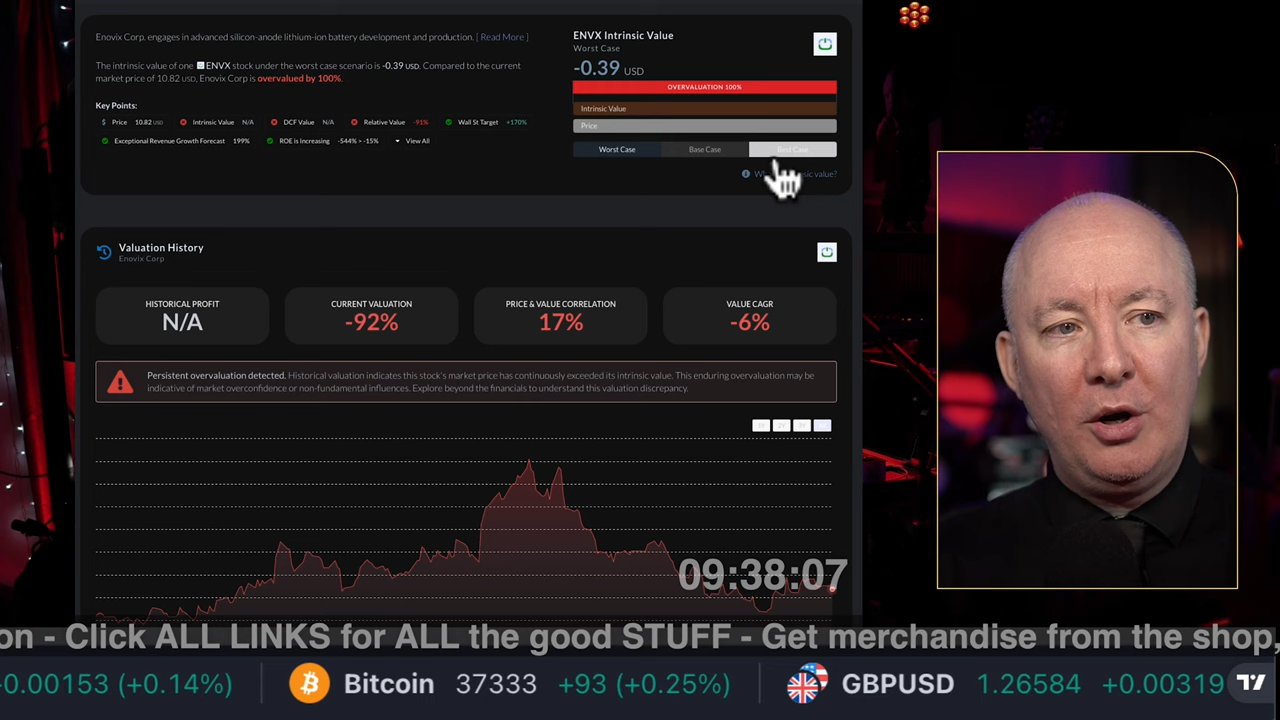 Enovix Corp. engages in advanced silicon-anode lithium-ion battery development and production. [ Read More ]
The intrinsic value of one ENVX stock under the worst case scenario is -0.39 USD. Compared to the current
market price of 10.82 USD, Enovix Corp is overvalued by 100%.
Key Points:
$ Price 10.82 USD Intrinsic Value N/A DCF Value N/A Relative Value -91% Wall St Target +170%
Exceptional Revenue Growth Forecast 199% ROE is Increasing -544% > -15% View All
ENVX Intrinsic Value
Worst Case
-0.39 USD
OVERVALUATION 100%
Intrinsic Value
Price
Worst Case Base Case Best Case
value?
Valuation History
Enovix Corp
HISTORICAL PROFIT
N/A
CURRENT VALUATION
-92%
PRICE & VALUE CORRELATION
17%
VALUE CAGR
-6%
Persistent overvaluation detected. Historical valuation indicates this stock's market price has continuously exceeded its intrinsic value. This enduring overvaluation may be
indicative of market overconfidence or non-fundamental influences. Explore beyond the financials to understand this valuation discrepancy.
09:38:07
on - Click ALL LINKS for ALL the good STUFF - Get merchandise from the shop,
-0.00153 (+0.14%) Bitcoin 37333 +93 (+0.25%) GBPUSD 1.26584 +0.00319